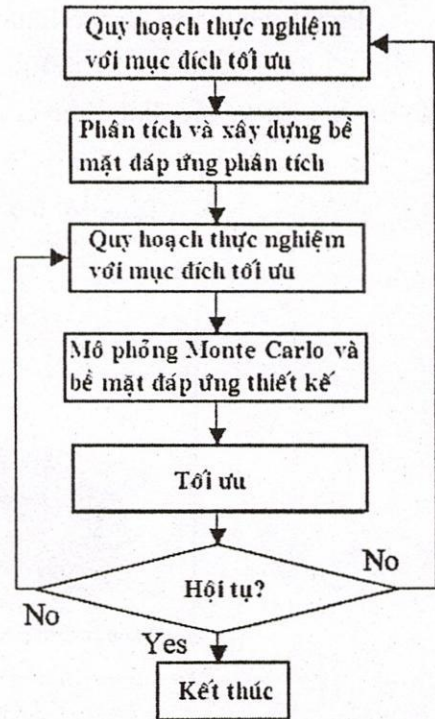 Quy hoạch thực nghiệm
với mục đích tối ưu
Phân tích và xây dựng bề
mặt đáp ứng phân tích
Quy hoạch thực nghiệm
với mục đích tối ưu
Mô phỏng Monte Carlo và
bề mặt đáp ứng thiết kế
Tối ưu
Hội tụ?
No
No
Yes
Kết thúc